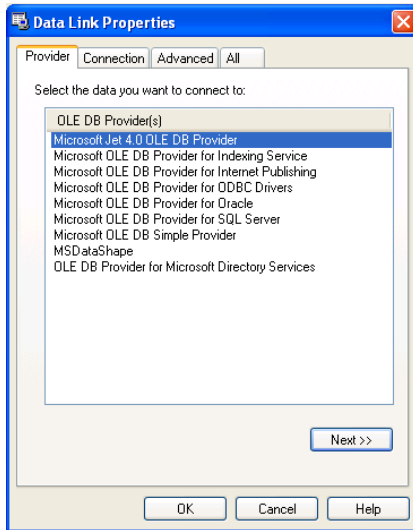 Data Link Properties
Provider Connection Advanced All
Select the data you want to connect to:
OLE DB Provider(s)
Microsoft Jet 4.0 OLE DB Provider
Microsoft OLE DB Provider for Indexing Service
Microsoft OLE DB Provider for Internet Publishing
Microsoft OLE DB Provider for ODBC Drivers
Microsoft OLE DB Provider for Oracle
Microsoft OLE DB Provider for SQL Server
Microsoft OLE DB Simple Provider
MSDataShape
OLE DB Provider for Microsoft Directory Services
Next >>
OK Cancel Help